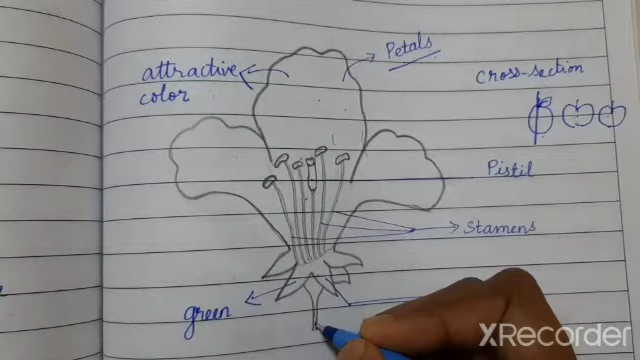 Petals
attractive
color
cross-section
Pistil
Stamens
green
XRecorder